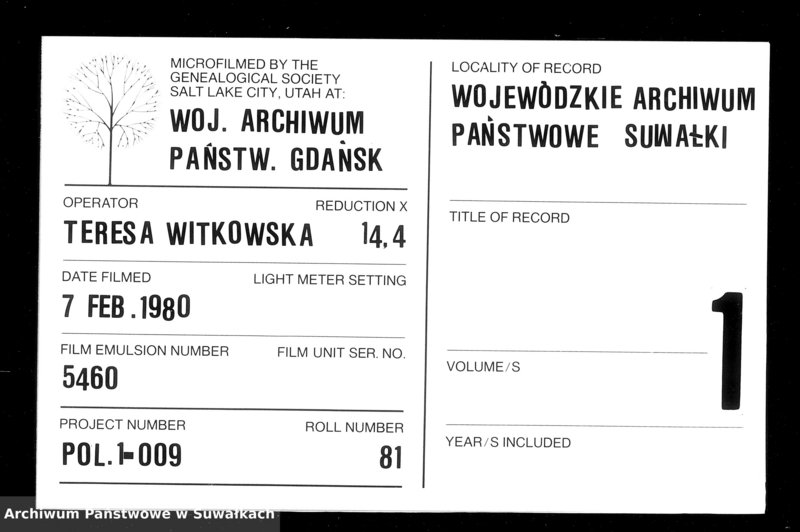 MICROFILMED BY THE
GENEALOGICAL SOCIETY
SALT LAKE CITY, UTAH AT:
WOJ. ARCHIWUM
PAŃSTW. GDAŃSK
OPERATOR REDUCTION X
TERESA WITKOWSKA 14,4
DATE FILMED LIGHT METER SETTING
7 FEB.1980
FILM EMULSION NUMBER FILM UNIT SER. NO.
5460
PROJECT NUMBER ROLL NUMBER
POL.1-009 81
LOCALITY OF RECORD
WOJEWÒDZKIE ARCHIWUM
PAŃSTWOWE SUWAŁKI
TITLE OF RECORD
1
VOLUME/S
YEAR/S INCLUDED
Archiwum Państwowe w Suwałkach